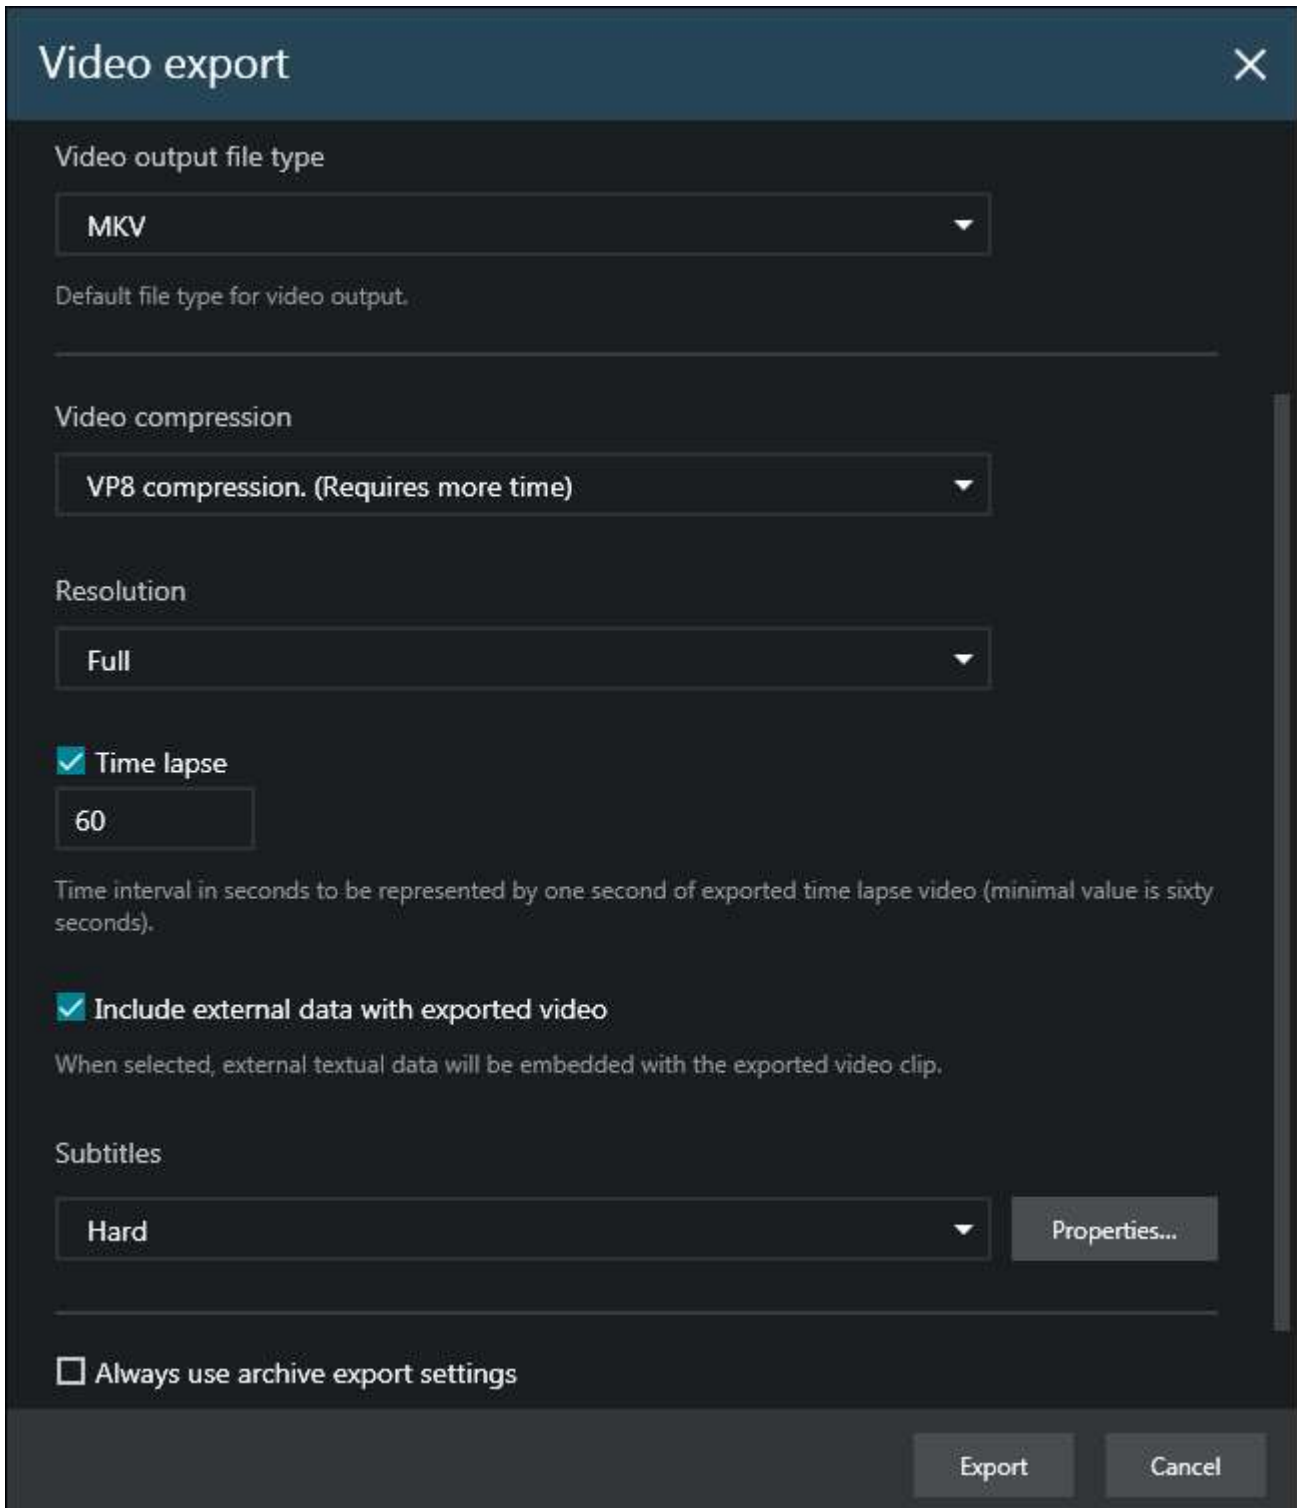 Video export
Video output file type
MKV
Default file type for video output.
Video compression
VP8 compression. (Requires more time)
Resolution
Full
Time lapse
60
Time interval in seconds to be represented by one second of exported time lapse video (minimal value is sixty
seconds).
Include external data with exported video
When selected, external textual data will be embedded with the exported video clip.
Subtitles
Hard
Properties...
Always use archive export settings
Export
Cancel